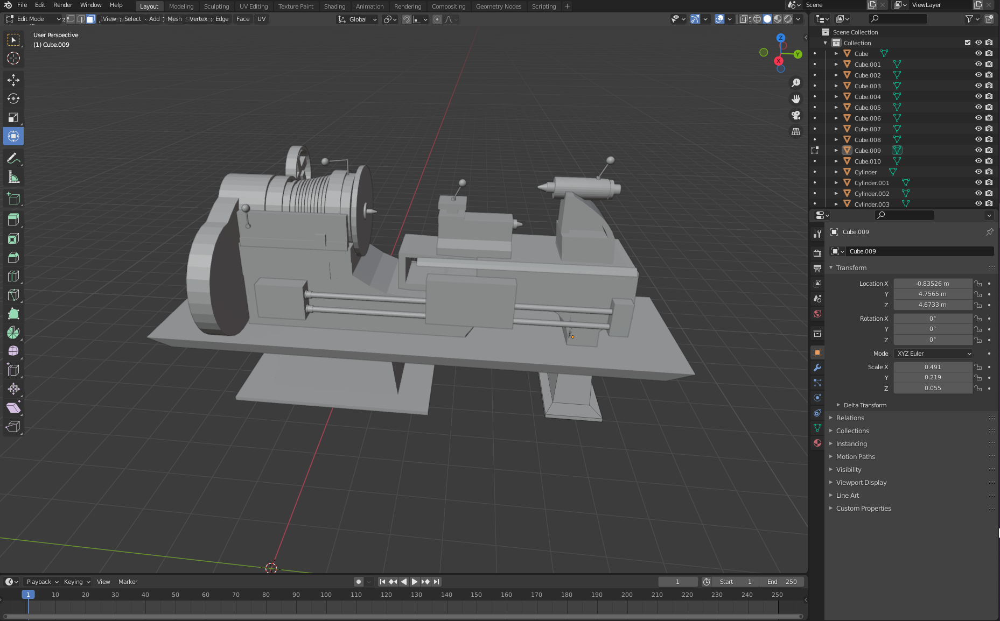 File Edit Render Window Help Layout Modeling Sculpting UV Editing Texture Paint Shading Animation Rendering Compositing Geometry Nodes Scripting + Scene ViewLayer
Edit Mode View Select Add Mesh Vertex Edge Face UV Global
User Perspective
(1) Cube.009
Z
Y
X
Scene Collection
Collection
Cube
Cube.001
Cube.002
Cube.003
Cube.004
Cube.005
Cube.006
Cube.007
Cube.008
Cube.009
Cube.010
Cylinder
Cylinder.001
Cylinder.002
Cylinder.003
Cube.009
Cube.009
Transform
Location X -0.83526 m
Y 4.7565 m
Z 4.6733 m
Rotation X 0°
Y 0°
Z 0°
Mode XYZ Euler
Scale X 0.491
Y 0.219
Z 0.055
Delta Transform
Relations
Collections
Instancing
Motion Paths
Visibility
Viewport Display
Line Art
Custom Properties
Playback Keying View Marker 1 Start 1 End 250
1 10 20 30 40 50 60 70 80 90 100 110 120 130 140 150 160 170 180 190 200 210 220 230 240 250